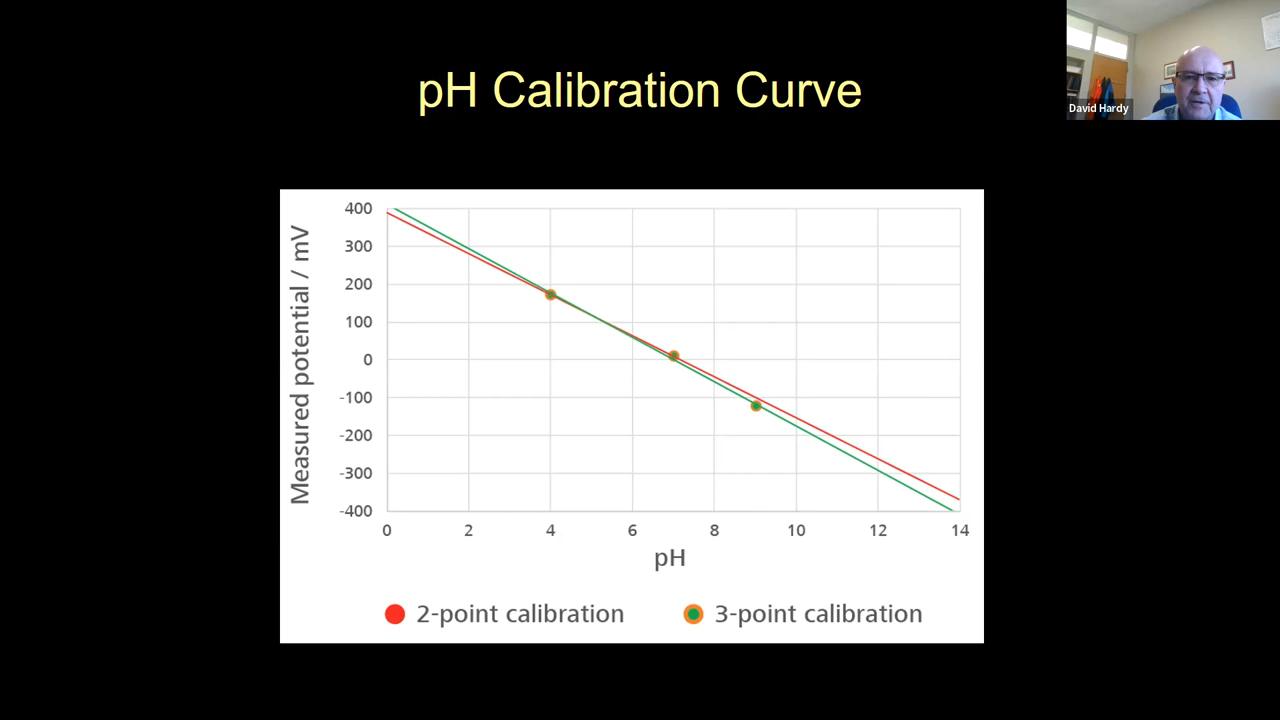 pH Calibration Curve
David Hardy
Measured potential / mV
400
300
200
100
0
-100
-200
-300
-400
0 2 4 6 8 10 12 14
pH
2-point calibration 3-point calibration